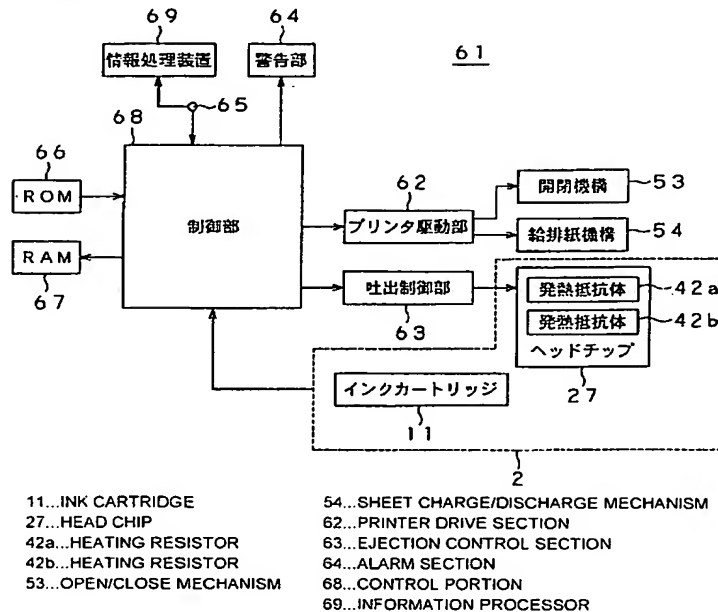 69
64
情報処理装置
警告部
61
65
68
66
ROM
制御部
62
プリンタ駆動部
開閉機構
53
給排紙機構
54
RAM
67
吐出制御部
63
発熱抵抗体
42a
発熱抵抗体
42b
ヘッドチップ
27
インクカートリッジ
11
2
11...INK CARTRIDGE
27...HEAD CHIP
42a...HEATING RESISTOR
42b...HEATING RESISTOR
53...OPEN/CLOSE MECHANISM
54...SHEET CHARGE/DISCHARGE MECHANISM
62...PRINTER DRIVE SECTION
63...EJECTION CONTROL SECTION
64...ALARM SECTION
68...CONTROL PORTION
69...INFORMATION PROCESSOR